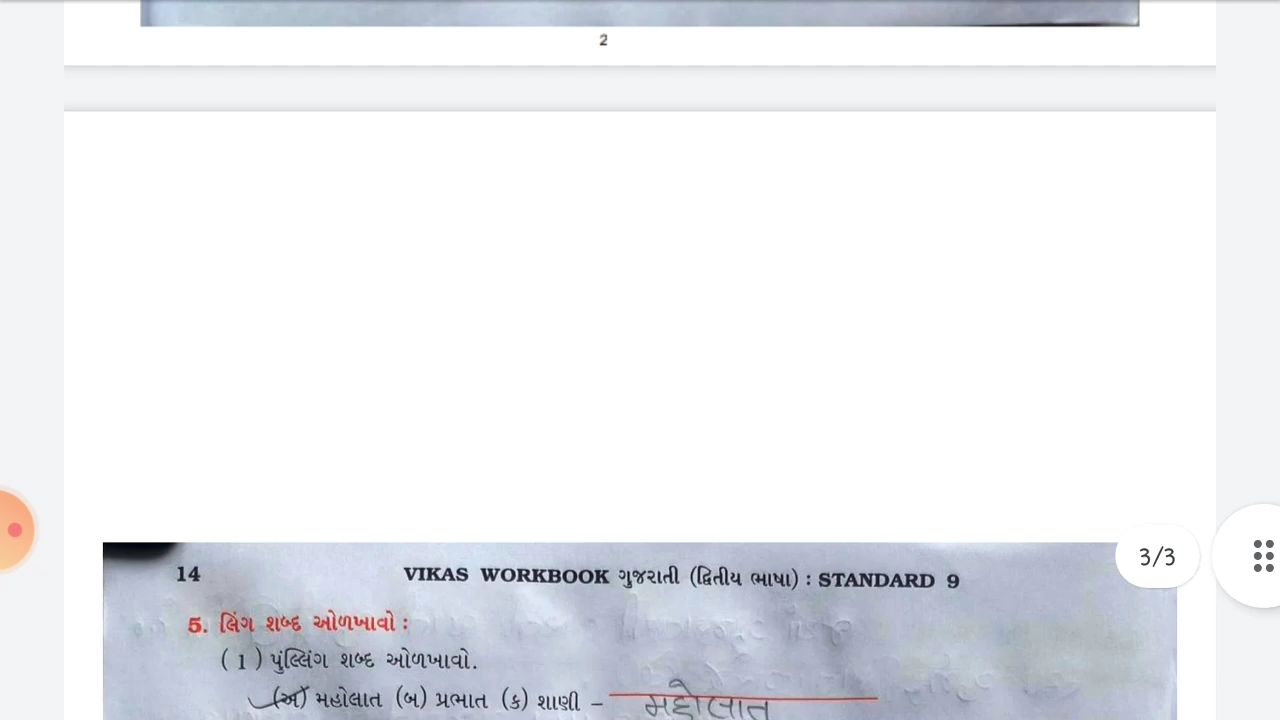 2
3/3
14 VIKAS WORKBOOK ગુજરાતી (દ્વિતીય ભાષા) : STANDARD 9
5. લિંગ શબ્દ ઓળખાવો :
( 1 ) પુંલ્લિંગ શબ્દ ઓળખાવો.
(અ) મહોલાત (બ) પ્રભાત (ક) શાણી – મહોલાત